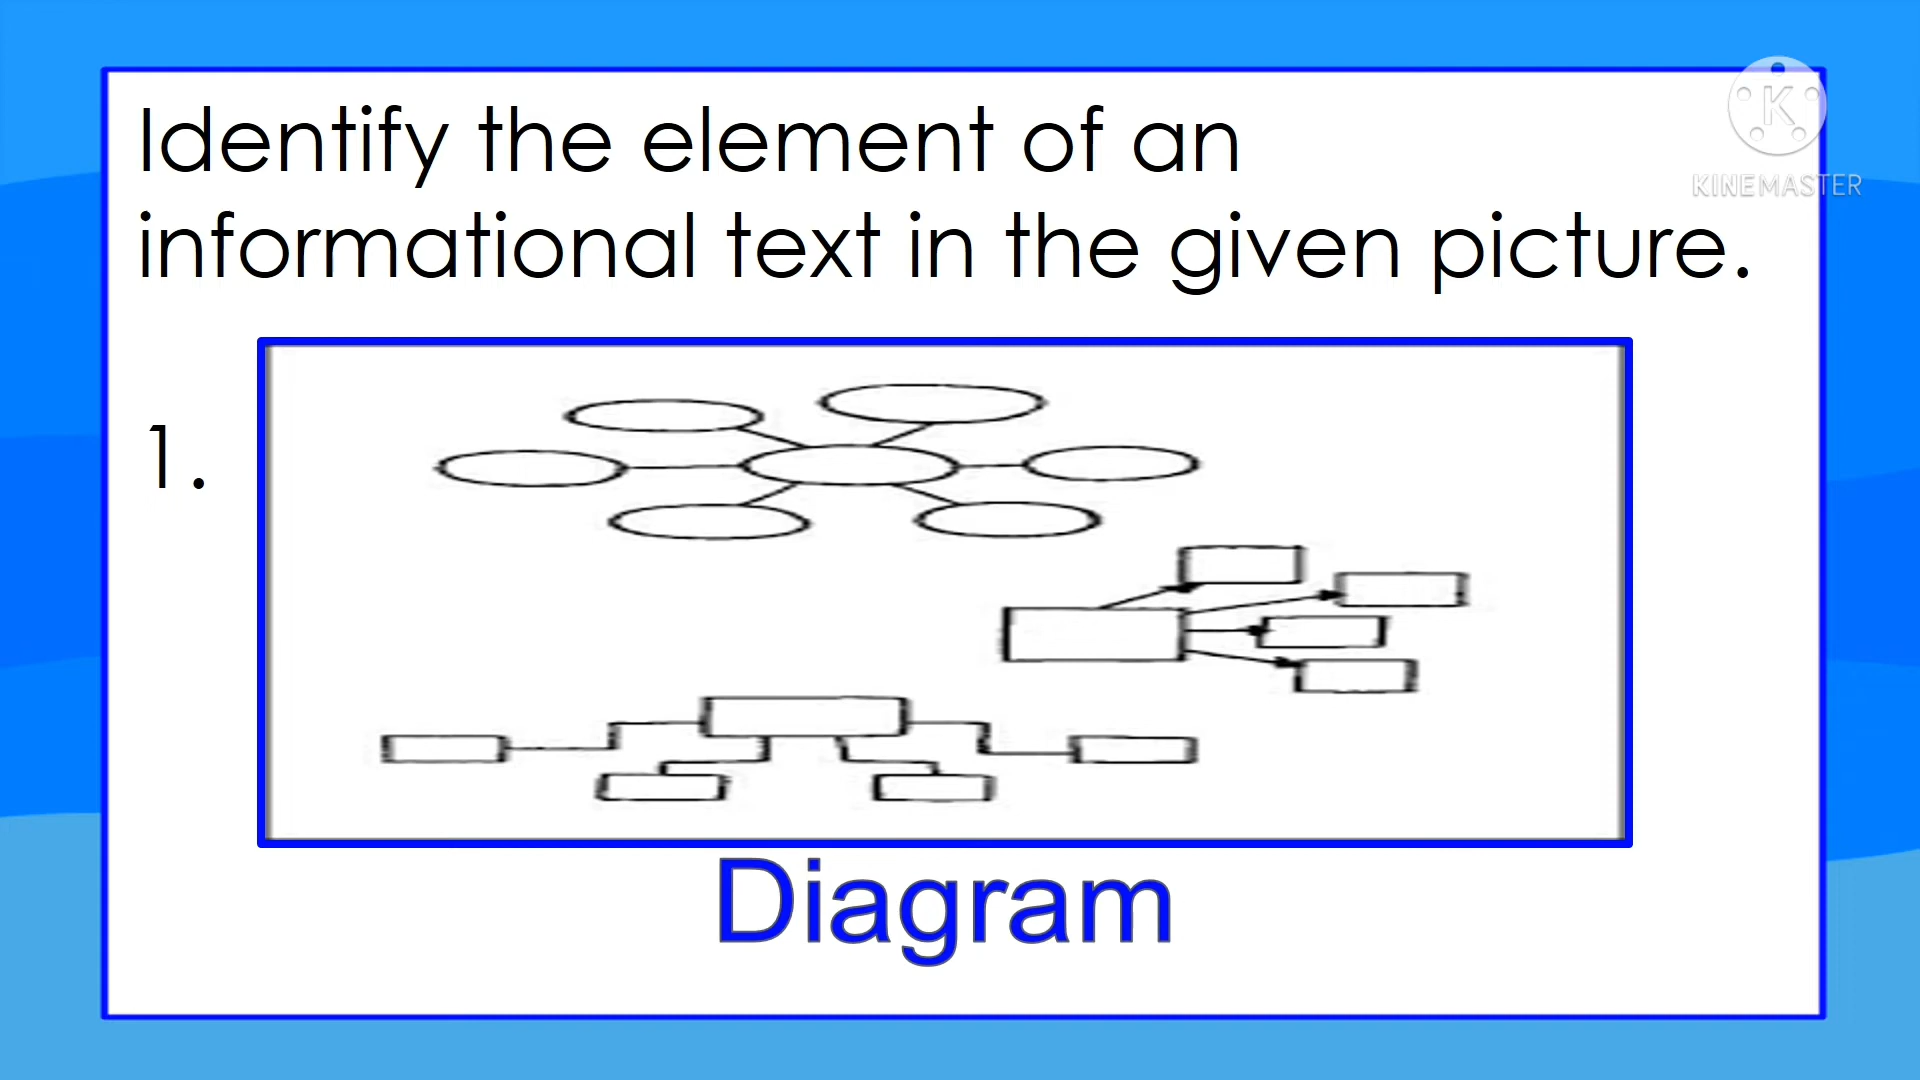 Identify the element of an
K
KINEMASTER
informational text in the given picture.
1.
Diagram